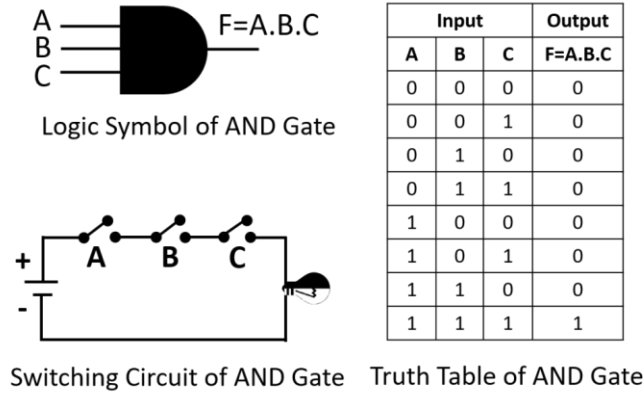 A
B
C
F=A.B.C
Logic Symbol of AND Gate
+
-
A B C
Switching Circuit of AND Gate
Input Output
A B C F=A.B.C
0 0 0 0
0 0 1 0
0 1 0 0
0 1 1 0
1 0 0 0
1 0 1 0
1 1 0 0
1 1 1 1
Truth Table of AND Gate